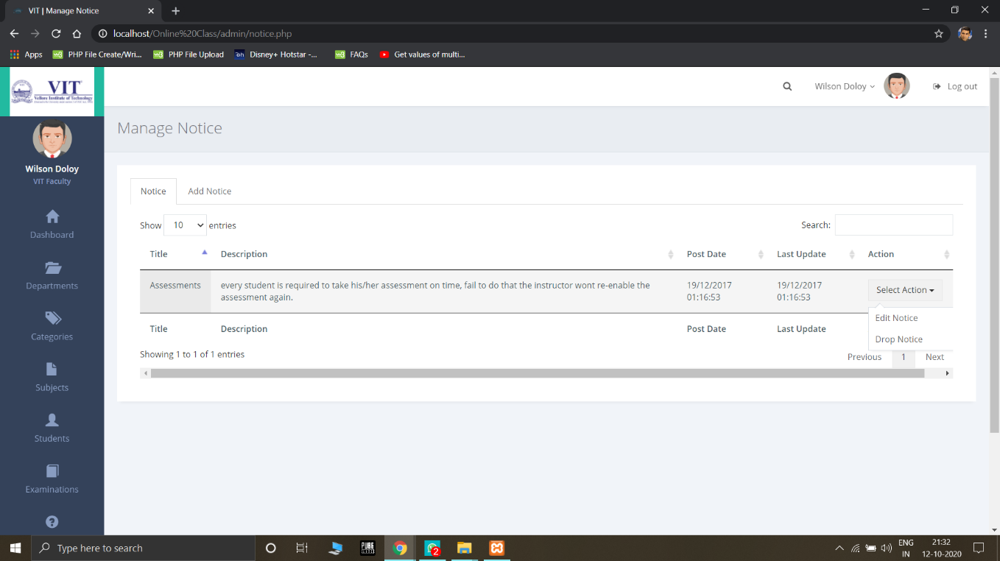 VIT | Manage Notice
localhost/Online%20Class/admin/notice.php
Apps
PHP File Create/Wri...
PHP File Upload
Disney+ Hotstar -...
FAQs
Get values of multi...
VIT
Vellore Institute of Technology
Wilson Doloy
Log out
Wilson Doloy
VIT Faculty
Dashboard
Departments
Categories
Subjects
Students
Examinations
Manage Notice
Notice
Add Notice
Show 10 entries
Search:
Title
Description
Post Date
Last Update
Action
Assessments
every student is required to take his/her assessment on time, fail to do that the instructor wont re-enable the
assessment again.
19/12/2017
01:16:53
19/12/2017
01:16:53
Select Action
Edit Notice
Drop Notice
Title
Description
Post Date
Last Update
Showing 1 to 1 of 1 entries
Previous
1
Next
Type here to search
PUBG
2
ENG
IN
21:32
12-10-2020